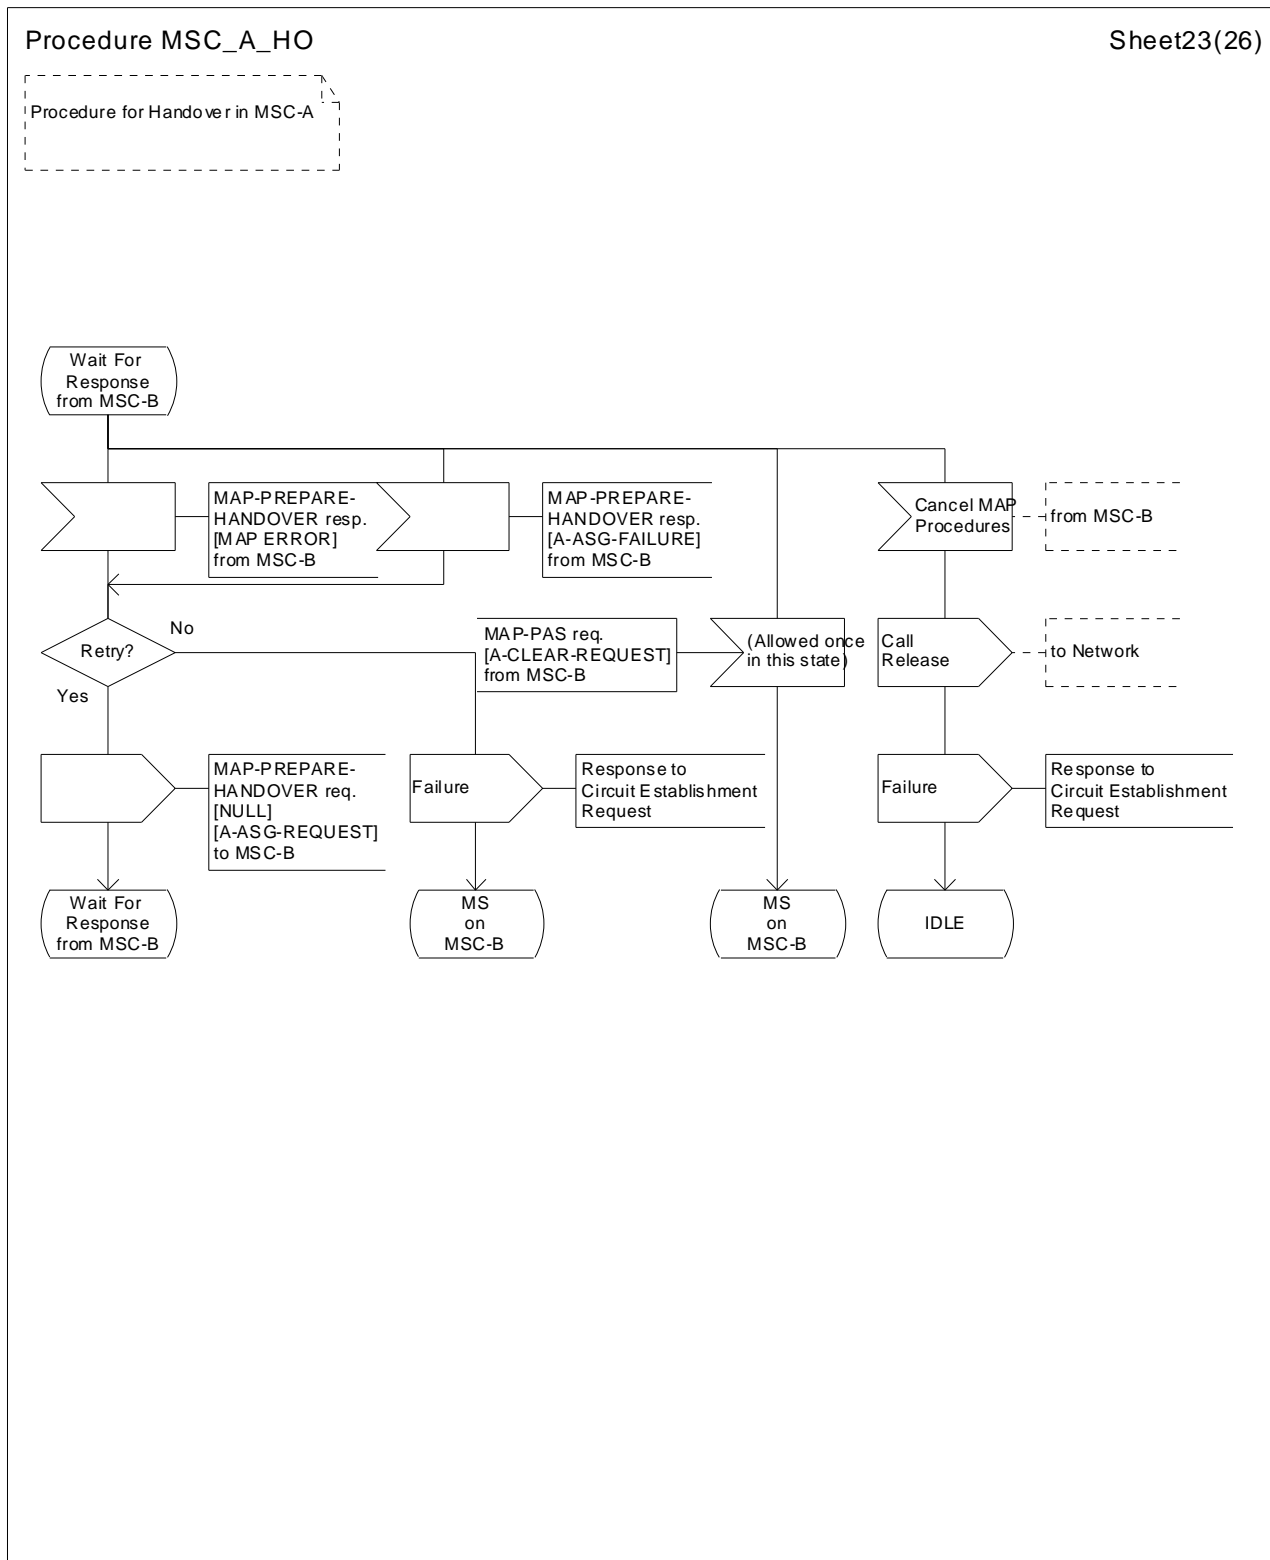 Procedure MSC_A_HO
Sheet23(26)
Procedure for Handover in MSC-A
Wait For
Response
from MSC-B
MAP-PREPARE-
HANDOVER resp.
[MAP ERROR]
from MSC-B
MAP-PREPARE-
HANDOVER resp.
[A-ASG-FAILURE]
from MSC-B
Cancel MAP
Procedures
from MSC-B
Retry?
No
Yes
MAP-PAS req.
[A-CLEAR-REQUEST]
from MSC-B
(Allowed once
in this state)
Call
Release
to Network
MAP-PREPARE-
HANDOVER req.
[NULL]
[A-ASG-REQUEST]
to MSC-B
Failure
Response to
Circuit Establishment
Request
Failure
Response to
Circuit Establishment
Request
Wait For
Response
from MSC-B
MS
on
MSC-B
MS
on
MSC-B
IDLE